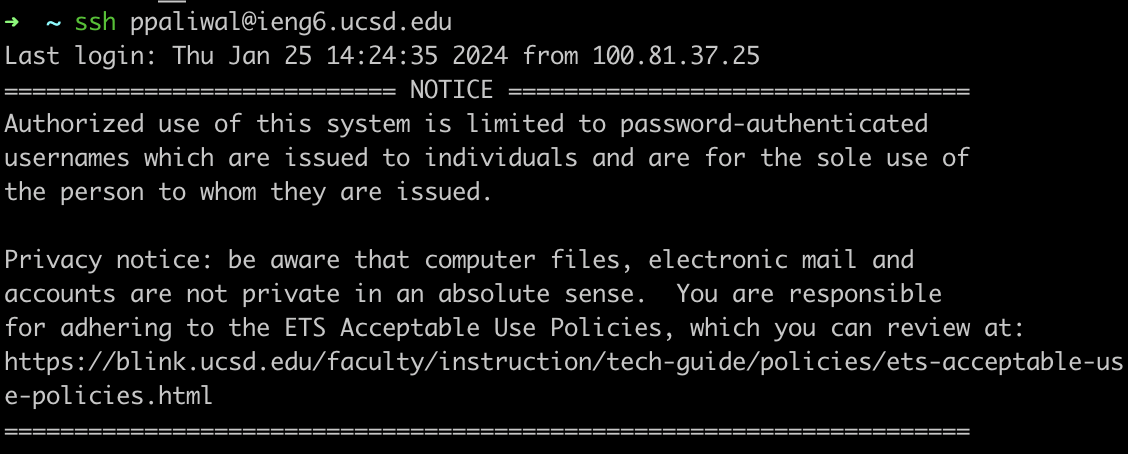 ➜  ~ ssh ppaliwal@ieng6.ucsd.edu
Last login: Thu Jan 25 14:24:35 2024 from 100.81.37.25
============================ NOTICE =================================
Authorized use of this system is limited to password-authenticated
usernames which are issued to individuals and are for the sole use of
the person to whom they are issued.

Privacy notice: be aware that computer files, electronic mail and
accounts are not private in an absolute sense.  You are responsible
for adhering to the ETS Acceptable Use Policies, which you can review at:
https://blink.ucsd.edu/faculty/instruction/tech-guide/policies/ets-acceptable-us
e-policies.html
=====================================================================